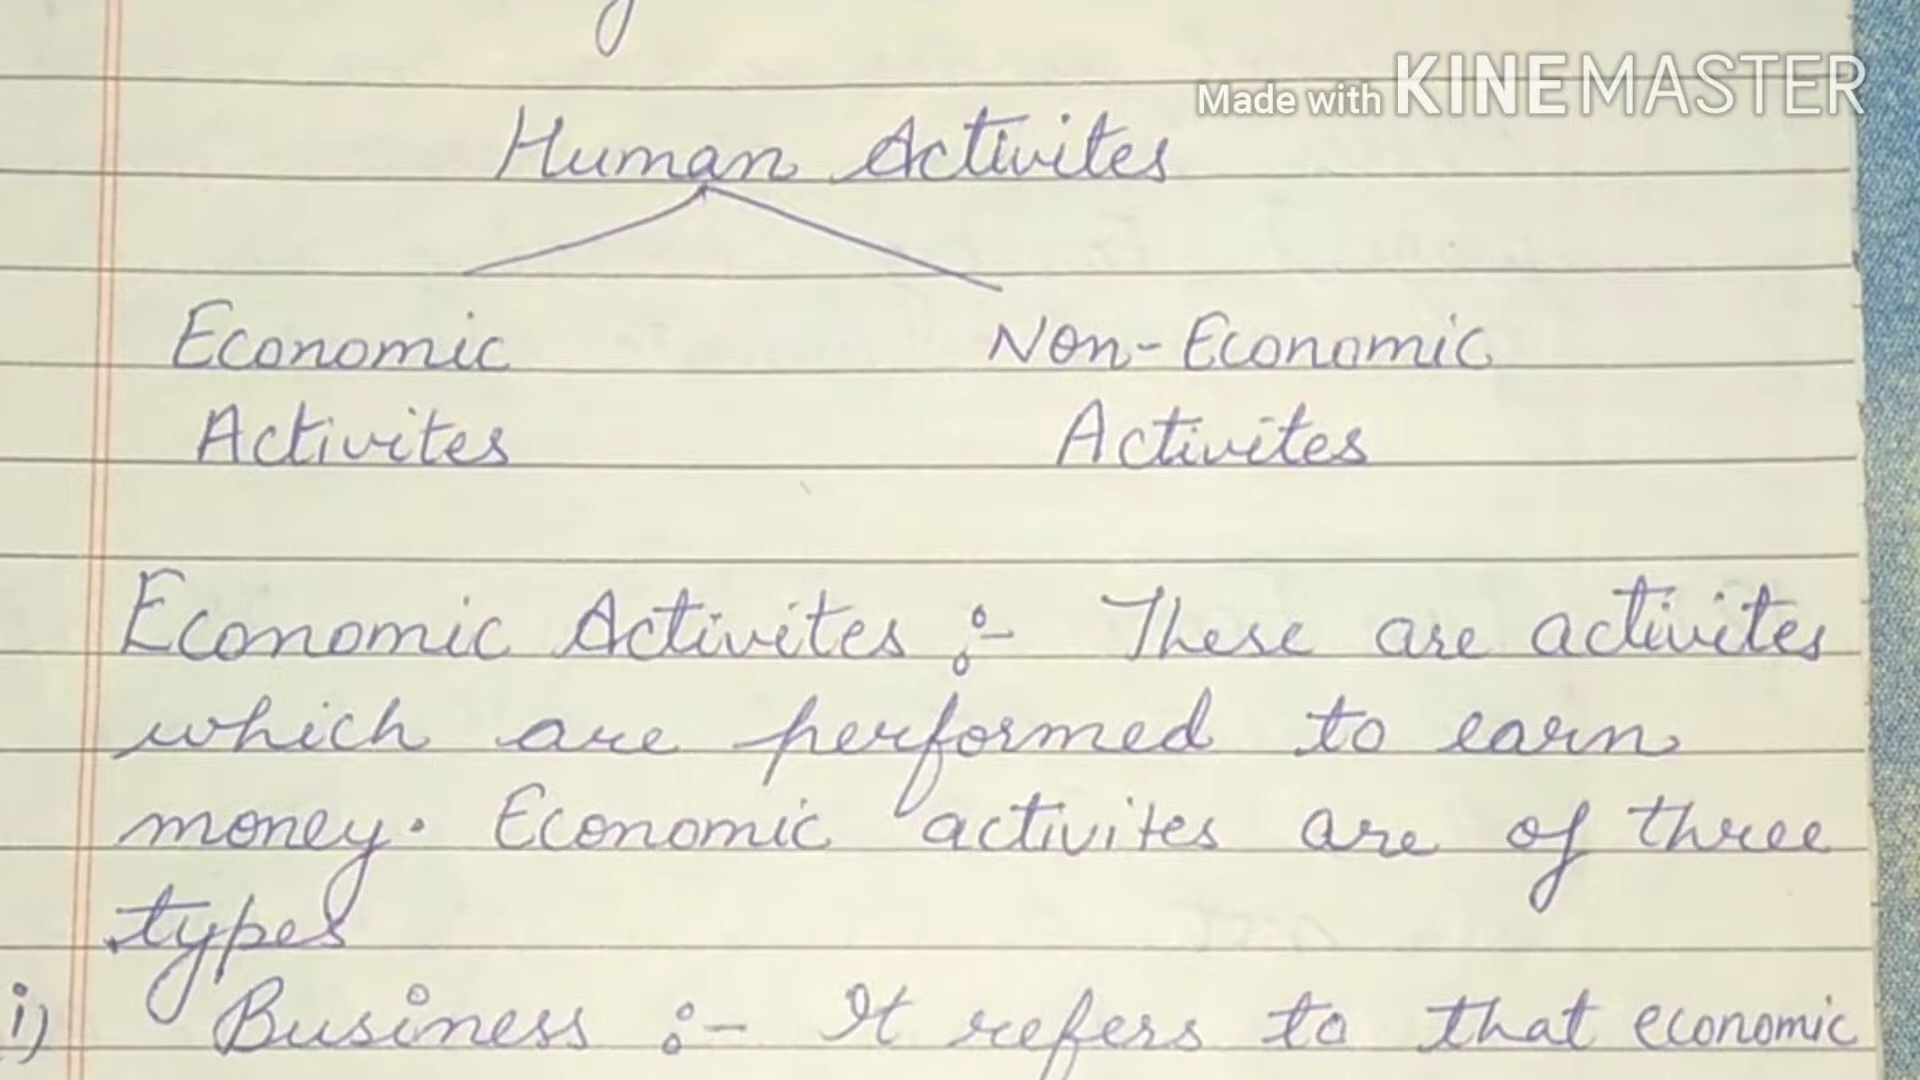 Made with KINEMASTER
Human Activites
Economic Non-Economic
Activites Activites
Economic Activites :- These are activites
which are performed to earn
money. Economic activites are of three
types
i) Business :- It refers to that economic